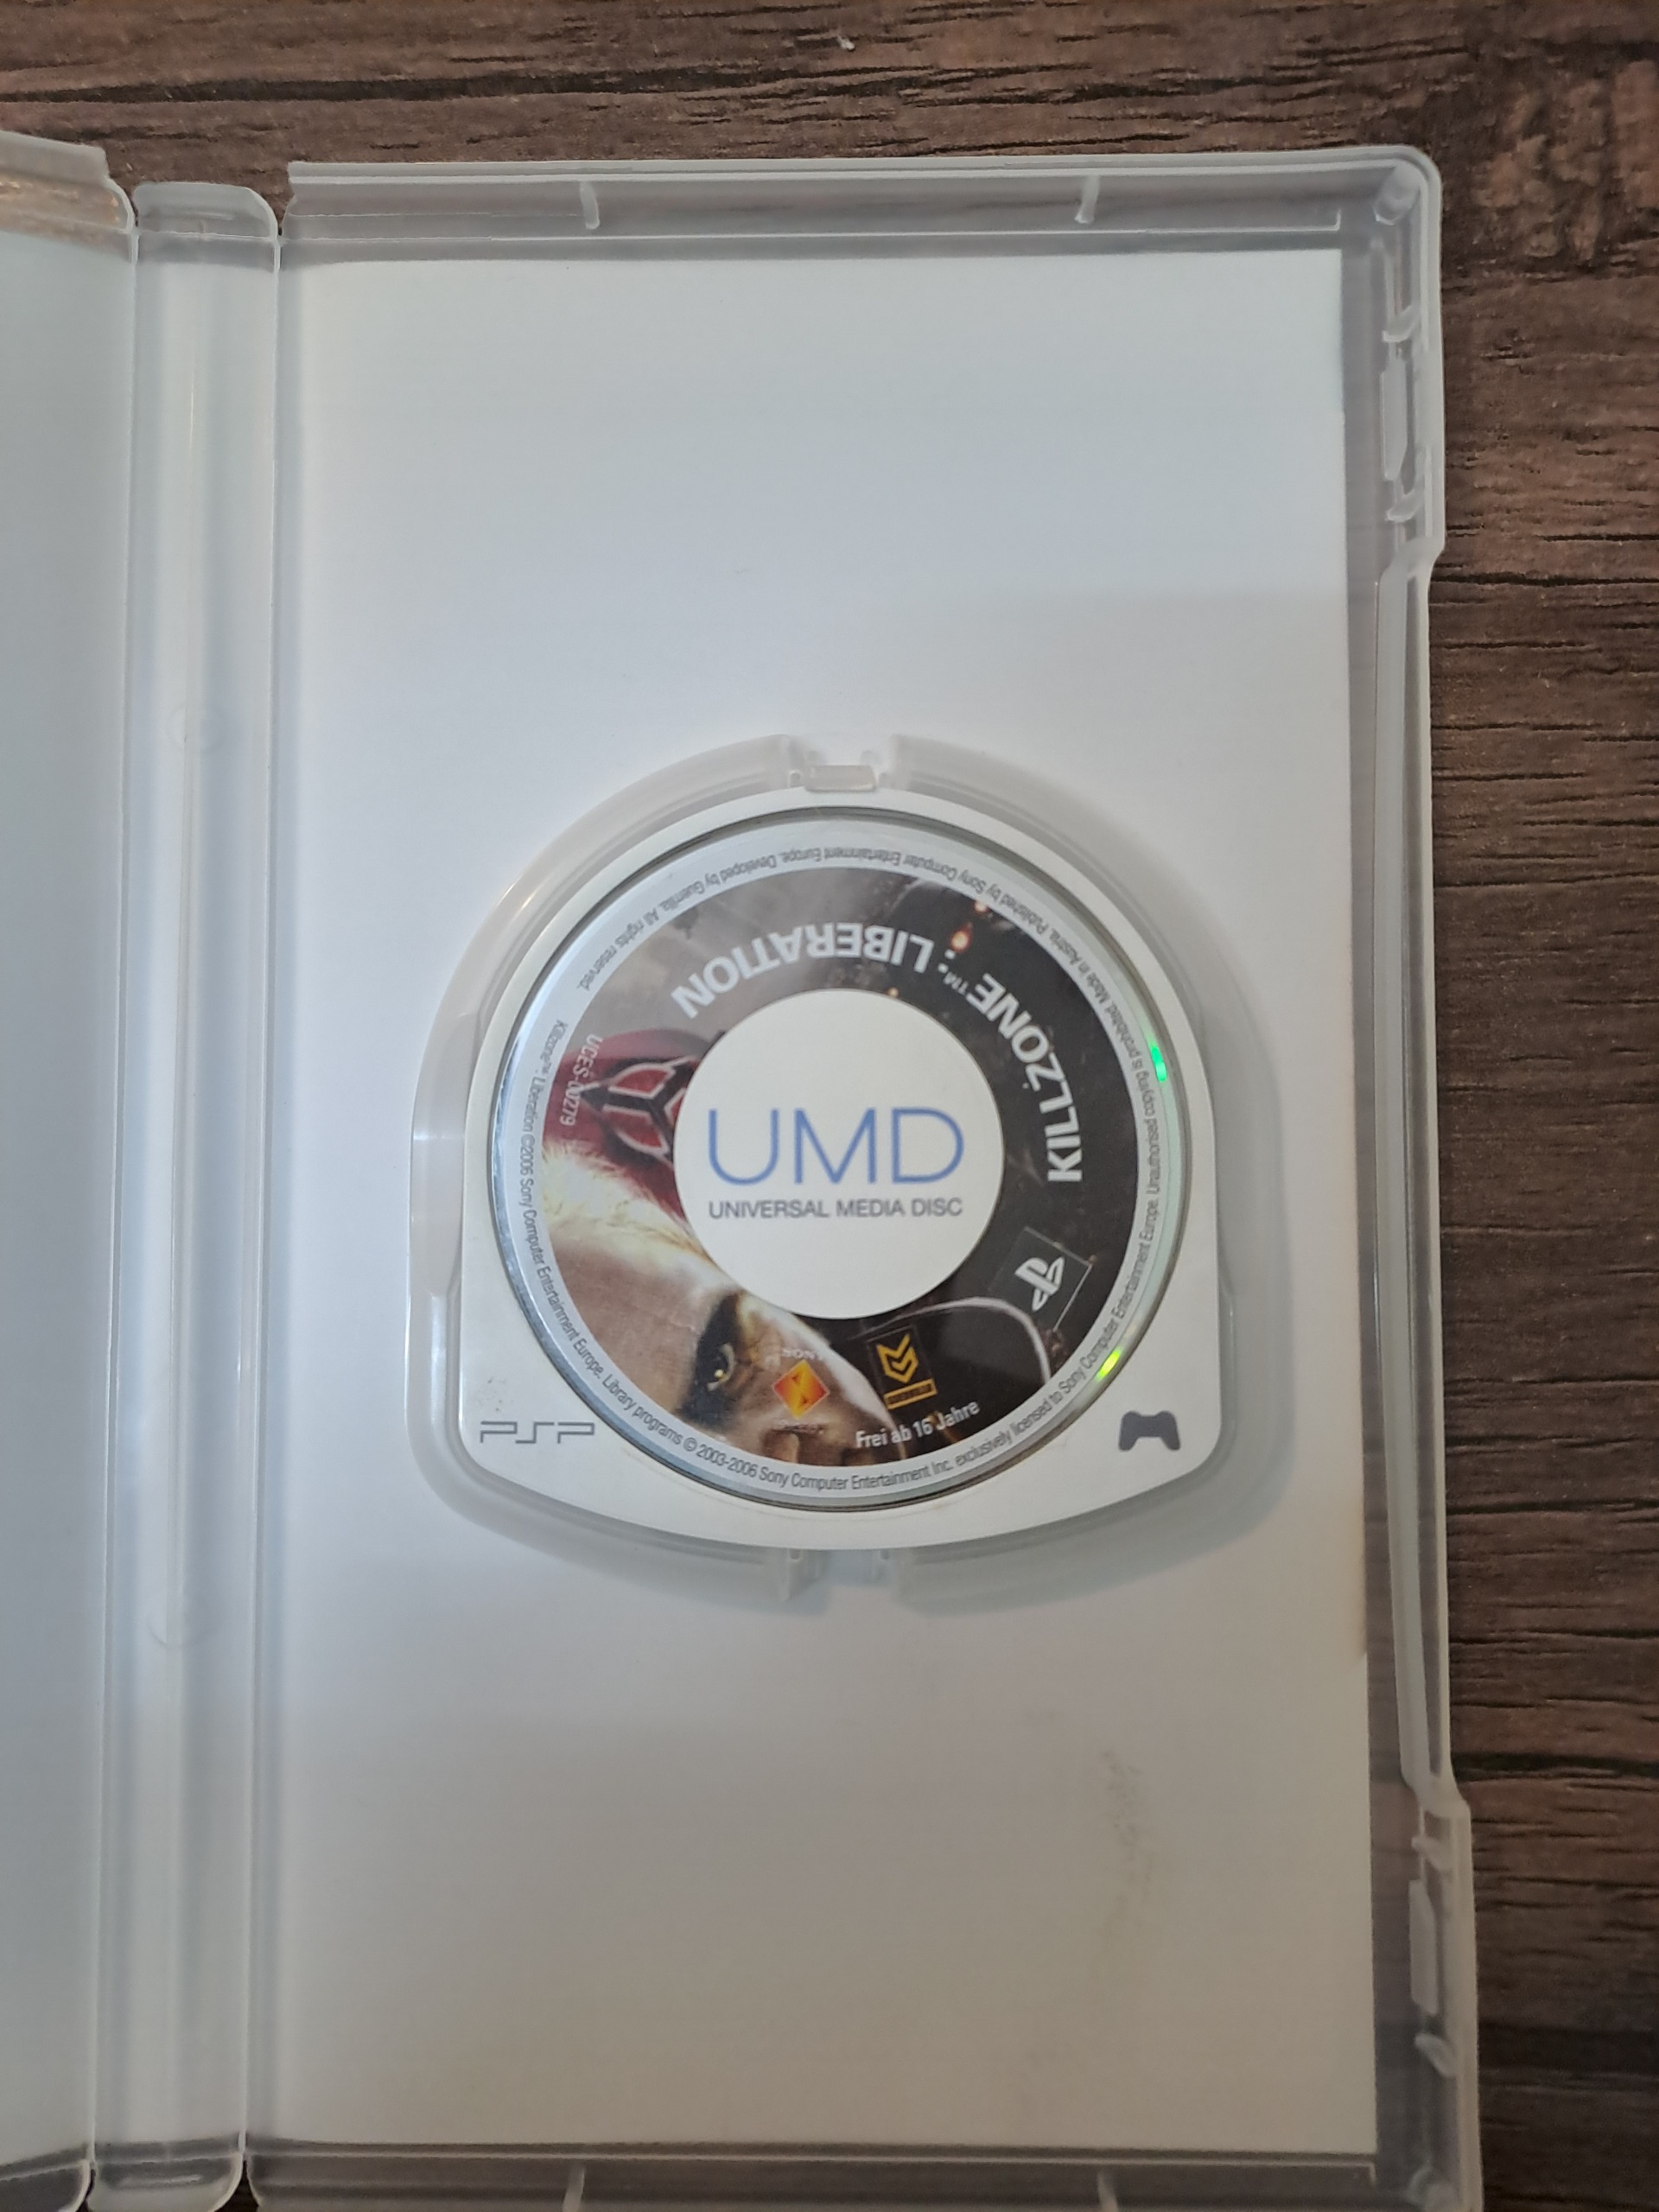 KILLZONE™: LIBERATION
UCES-00279
UMD
UNIVERSAL MEDIA DISC
Frei ab 16 Jahre
PSP
Killzone™: Liberation ©2006 Sony Computer Entertainment Europe. Library programs © 2003-2006 Sony Computer Entertainment Inc. exclusively licensed to Sony Computer Entertainment Europe. Unauthorised copying is prohibited. Made in Austria. Published by Sony Computer Entertainment Europe. Developed by Guerrilla. All rights reserved.
SONY